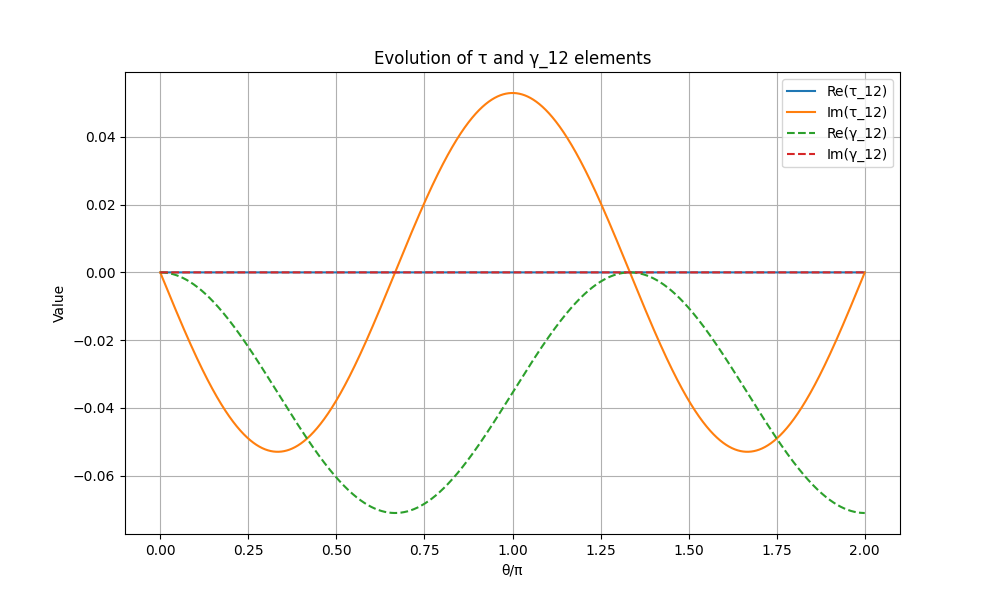 Evolution of τ and γ_12 elements
Re(τ_12)
Im(τ_12)
Re(γ_12)
Im(γ_12)
Value
0.04
0.02
0.00
−0.02
−0.04
−0.06
0.00 0.25 0.50 0.75 1.00 1.25 1.50 1.75 2.00
θ/π